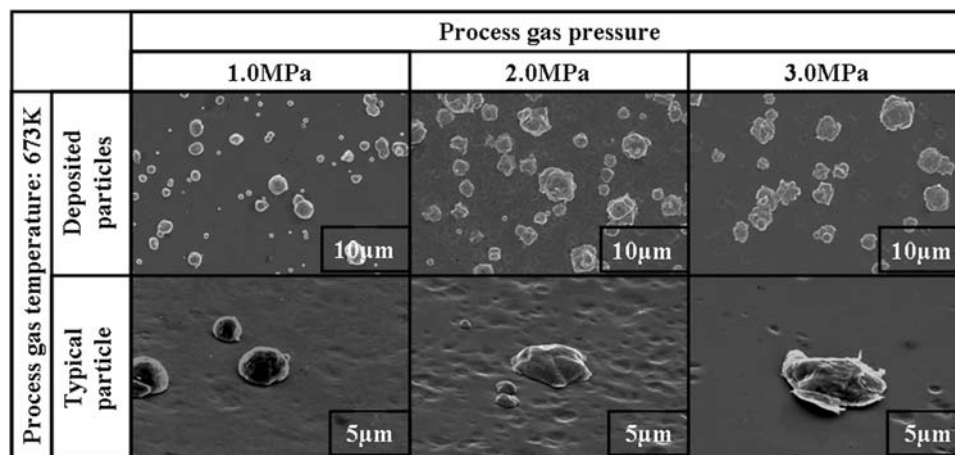 Process gas pressure
1.0MPa 2.0MPa 3.0MPa
Process gas temperature: 673K
Deposited
particles
10µm 10µm 10µm
Typical
particle
5µm 5µm 5µm